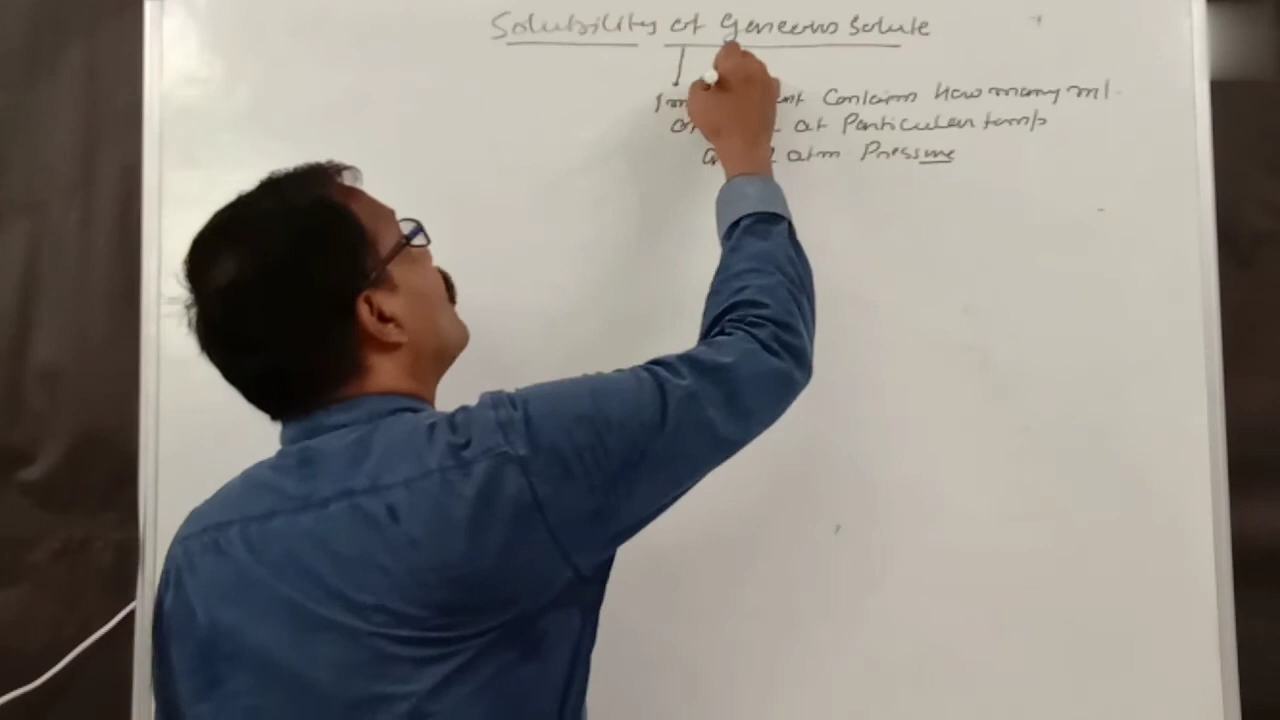 Solubility of Gaseous Solute
contain How many ml
at Particular temp
atm Pressure